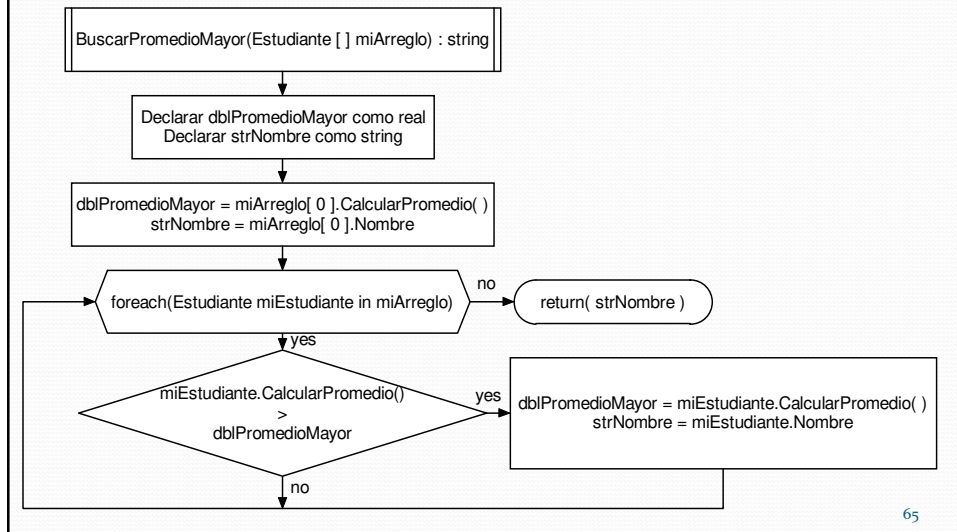 BuscarPromedioMayor(Estudiante [ ] miArreglo) : string
Declarar dblPromedioMayor como real
Declarar strNombre como string
dblPromedioMayor = miArreglo[ 0 ].CalcularPromedio( )
strNombre = miArreglo[ 0 ].Nombre
foreach(Estudiante miEstudiante in miArreglo)
no
return( strNombre )
yes
miEstudiante.CalcularPromedio()
>
dblPromedioMayor
yes
dblPromedioMayor = miEstudiante.CalcularPromedio( )
strNombre = miEstudiante.Nombre
no
65